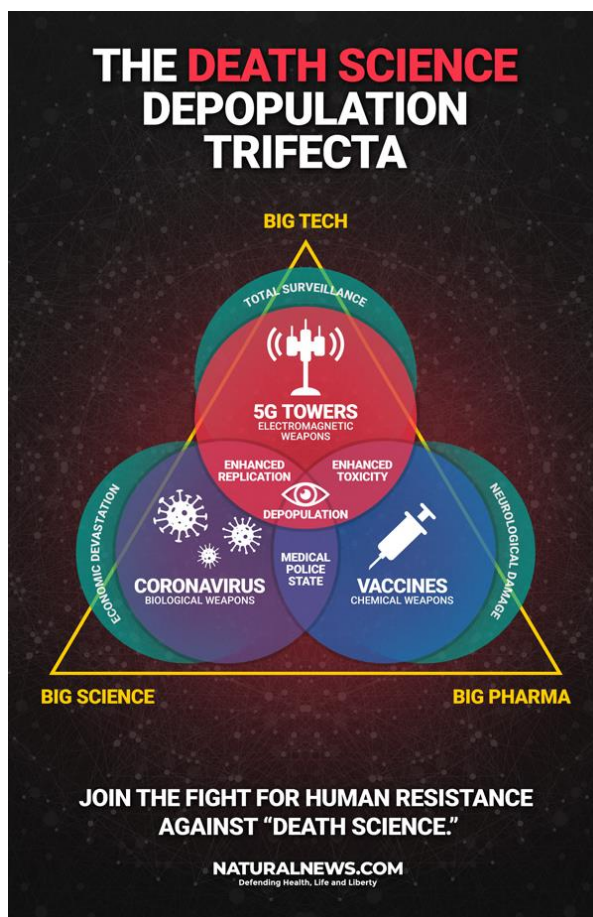 THE DEATH SCIENCE
DEPOPULATION
TRIFECTA
BIG TECH
TOTAL SURVEILLANCE
5G TOWERS
ELECTROMAGNETIC
WEAPONS
ENHANCED
REPLICATION
ENHANCED
TOXICITY
DEPOPULATION
ECONOMIC DEVASTATION
NEUROLOGICAL DAMAGE
MEDICAL
POLICE
STATE
CORONAVIRUS
BIOLOGICAL WEAPONS
VACCINES
CHEMICAL WEAPONS
BIG SCIENCE
BIG PHARMA
JOIN THE FIGHT FOR HUMAN RESISTANCE
AGAINST “DEATH SCIENCE.”
NATURALNEWS.COM
Defending Health, Life and Liberty